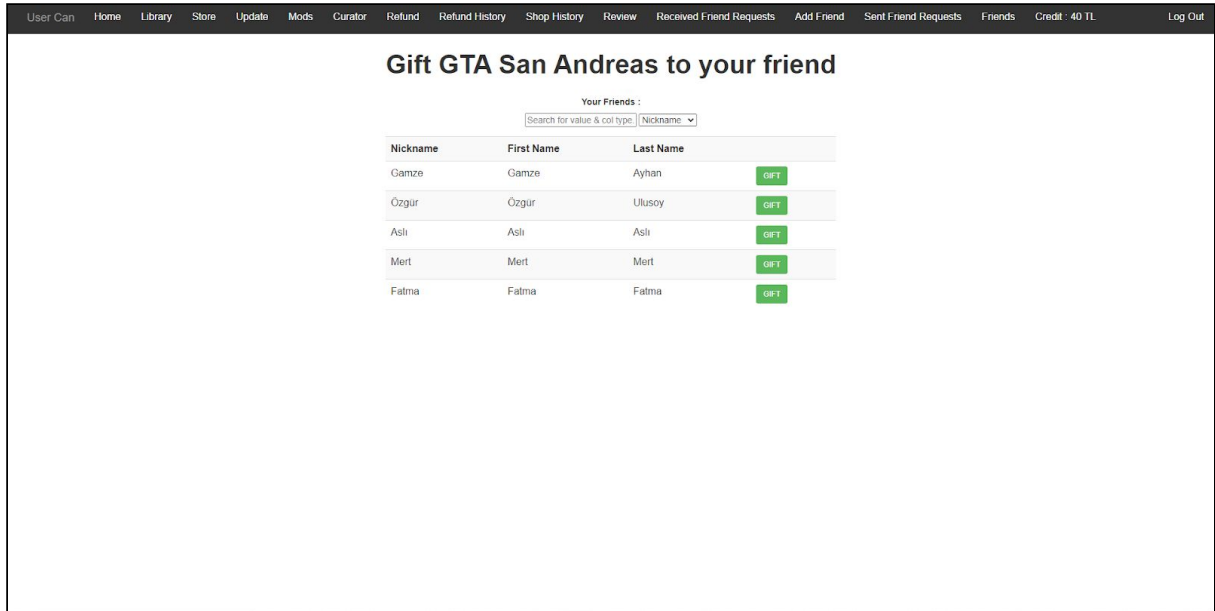 User Can Home Library Store Update Mods Curator Refund Refund History Shop History Review Received Friend Requests Add Friend Sent Friend Requests Friends Credit : 40 TL Log Out
Gift GTA San Andreas to your friend
Your Friends :
Search for value & col type. Nickname
Nickname First Name Last Name
Gamze Gamze Ayhan GIFT
Özgür Özgür Ulusoy GIFT
Aslı Aslı Aslı GIFT
Mert Mert Mert GIFT
Fatma Fatma Fatma GIFT